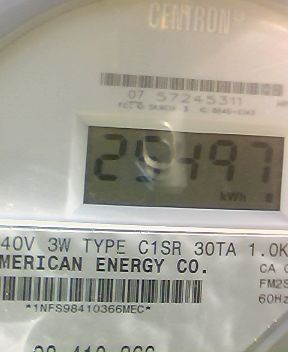 CENTRON
07 57245311
29497
kWh
40V 3W TYPE C1SR 30TA 1.0K
MERICAN ENERGY CO.
CA
FM2S
60Hz
*1NFS98410366MEC*